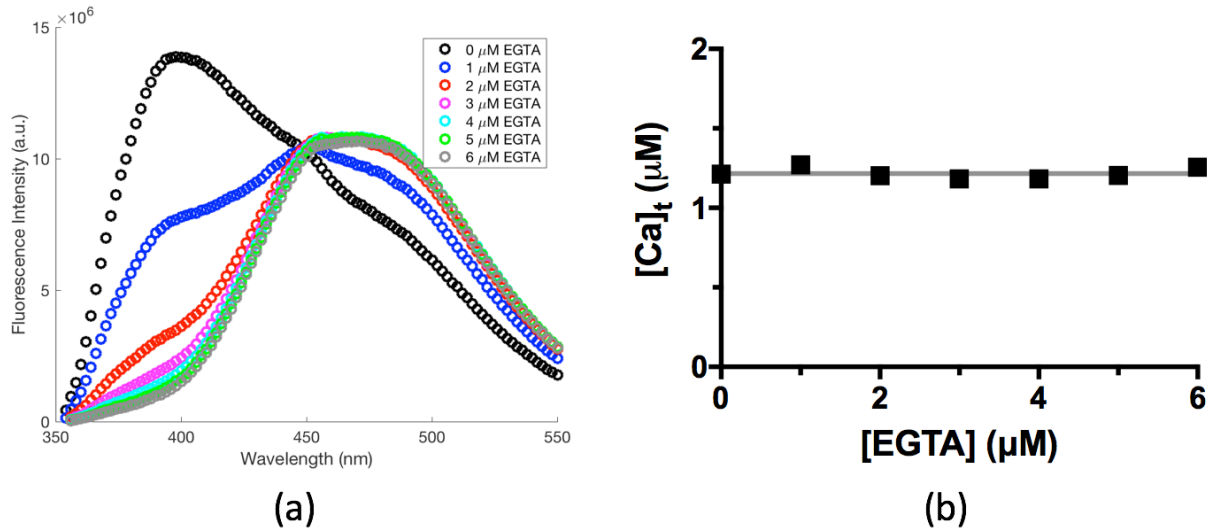 ×10⁶
15
10
5
0
Fluorescence Intensity (a.u.)
350 400 450 500 550
Wavelength (nm)
0 μM EGTA
1 μM EGTA
2 μM EGTA
3 μM EGTA
4 μM EGTA
5 μM EGTA
6 μM EGTA
(a)
2
1
0
[Ca]t (μM)
0 2 4 6
[EGTA] (μM)
(b)